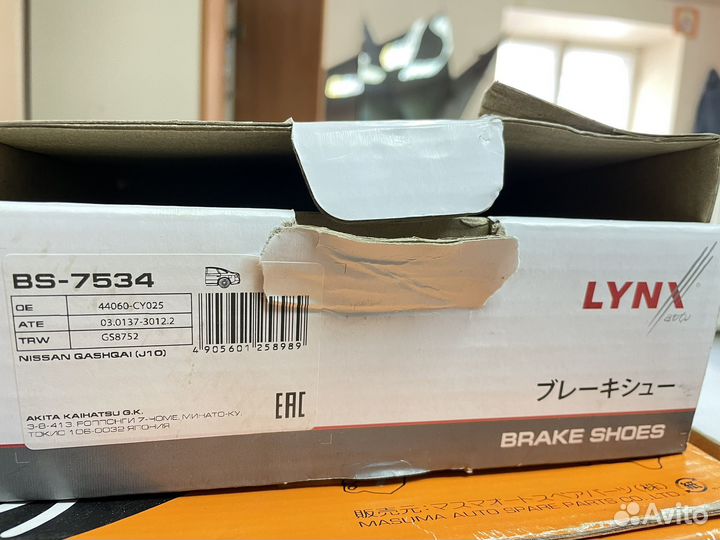 BS-7534
OE 44060-CY025
ATE 03.0137-3012.2
TRW GS8752
NISSAN QASHQAI (J10)
4 905601 258989
AKITA KAIHATSU G.K.
3-8-413, РОППОНГИ 7-ЧОМЕ, МИНАТО-КУ,
ТОКИО 106-0032 ЯПОНИЯ
EAC
LYNX
auto
ブレーキシュー
BRAKE SHOES
販売元:マスマオートスペアパーツ(株)
MASUMA AUTO SPARE PARTS CO.,LTD
Avito